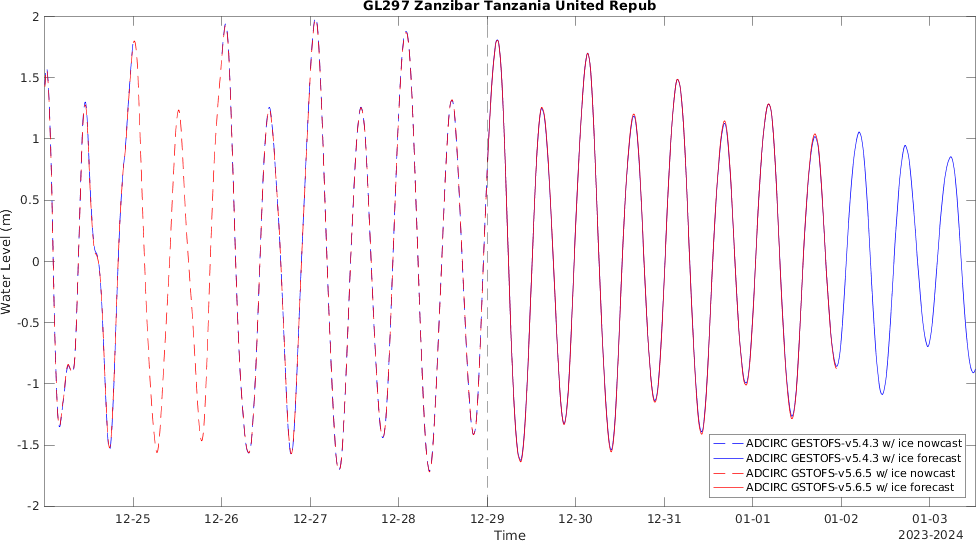 GL297 Zanzibar Tanzania United Repub
Water Level (m)
2
1.5
1
0.5
0
-0.5
-1
-1.5
-2
12-25 12-26 12-27 12-28 12-29 12-30 12-31 01-01 01-02 01-03
Time
2023-2024
ADCIRC GESTOFS-v5.4.3 w/ ice nowcast
ADCIRC GESTOFS-v5.4.3 w/ ice forecast
ADCIRC GSTOFS-v5.6.5 w/ ice nowcast
ADCIRC GSTOFS-v5.6.5 w/ ice forecast